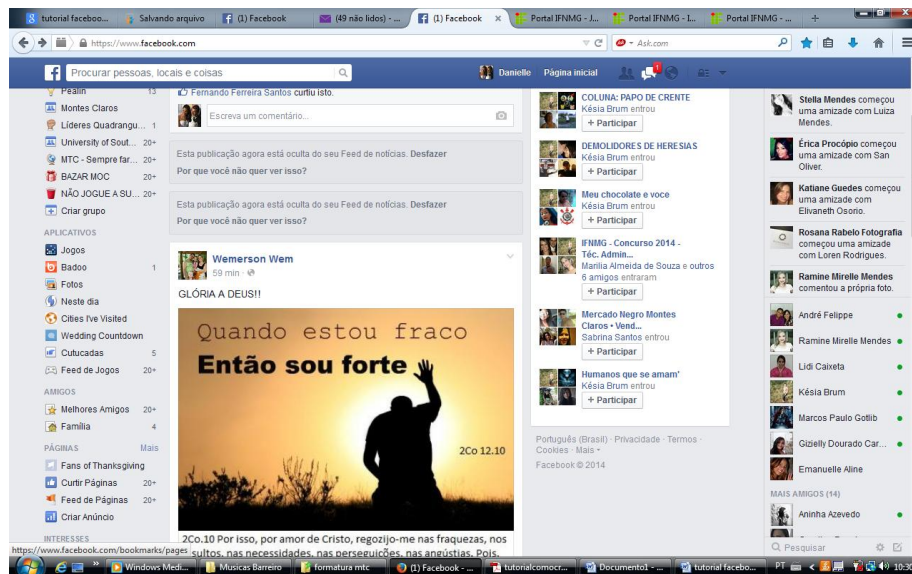 tutorial faceboo...
Salvando arquivo
(1) Facebook
(49 não lidos) - ...
(1) Facebook
Portal IFNMG - J...
Portal IFNMG - I...
Portal IFNMG - ...
https://www.facebook.com
Ask.com
Procurar pessoas, locais e coisas
Danielle
Página inicial
1
Pealin 13
Montes Claros
Líderes Quadrangu... 1
University of Sout... 20+
MTC - Sempre far... 20+
BAZAR MOC 20+
NÃO JOGUE A SU... 20+
Criar grupo
APLICATIVOS
Jogos
Badoo 1
Fotos
Neste dia
Cities I've Visited
Wedding Countdown
Cutucadas 5
Feed de Jogos 20+
AMIGOS
Melhores Amigos 20+
Família 4
PÁGINAS Mais
Fans of Thanksgiving
Curtir Páginas 20+
Feed de Páginas 20+
Criar Anúncio
INTERESSES
https://www.facebook.com/bookmarks/pages
Fernando Ferreira Santos curtiu isto.
Escreva um comentário...
Esta publicação agora está oculta do seu Feed de notícias. Desfazer
Por que você não quer ver isso?
Esta publicação agora está oculta do seu Feed de notícias. Desfazer
Por que você não quer ver isso?
Wemerson Wem
59 min ·
GLÓRIA A DEUS!!
Quando estou fraco
Então sou forte
2Co 12.10
2Co.10 Por isso, por amor de Cristo, regozijo-me nas fraquezas, nos
sultos, nas necessidades, nas perseguições, nas angústias. Pois,
COLUNA: PAPO DE CRENTE
Késia Brum entrou
+ Participar
DEMOLIDORES DE HERESIAS
Késia Brum entrou
+ Participar
Meu chocolate e voce
Késia Brum entrou
+ Participar
IFNMG - Concurso 2014 -
Téc. Admin...
Marilia Almeida de Souza e outros
6 amigos entraram
+ Participar
Mercado Negro Montes
Claros • Vend...
Sabrina Santos entrou
+ Participar
Humanos que se amam'
Késia Brum entrou
+ Participar
Português (Brasil) · Privacidade · Termos ·
Cookies · Mais
Facebook © 2014
Stella Mendes começou
uma amizade com Luiza
Mendes.
Érica Procópio começou
uma amizade com San
Oliver.
Katiane Guedes começou
uma amizade com
Elivaneth Osorio.
Rosana Rabelo Fotografia
começou uma amizade
com Loren Rodrigues.
Ramine Mirelle Mendes
comentou a própria foto.
André Felippe
Ramine Mirelle Mendes
Lidi Caixeta
Késia Brum
Marcos Paulo Gotlib
Gizielly Dourado Car...
Emanuelle Aline
MAIS AMIGOS (14)
Aninha Azevedo
Pesquisar
Windows Medi...
Musicas Barreiro
formatura mtc
(1) Facebook - ...
tutorialcomocr...
Documento1 - ...
tutorial facebo...
PT
10:30